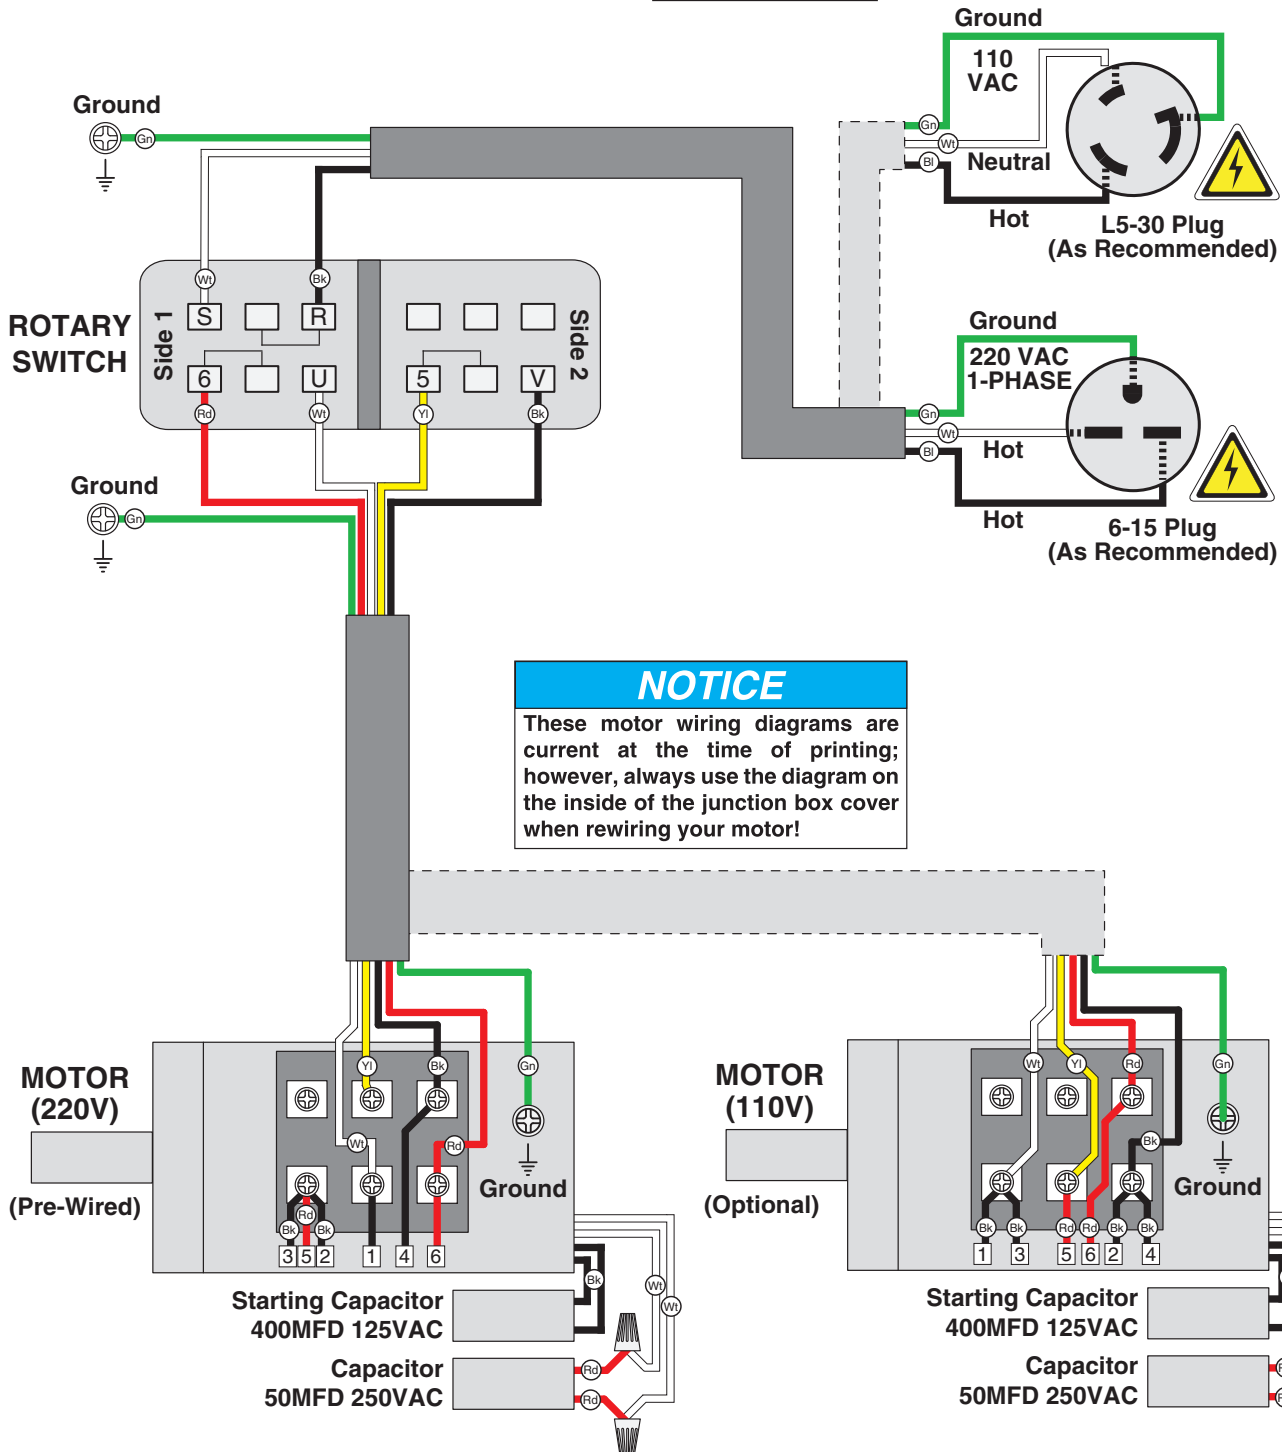 Ground
110
VAC
Gn
Wt
Neutral
Bl
Hot
L5-30 Plug
(As Recommended)
Ground
Gn
Wt
Bk
ROTARY
SWITCH
Side 1
S
R
6
U
5
V
Side 2
Rd
Wt
Yl
Bk
Ground
220 VAC
1-PHASE
Gn
Wt
Hot
Bl
Hot
6-15 Plug
(As Recommended)
Ground
Gn
NOTICE
These motor wiring diagrams are
current at the time of printing;
however, always use the diagram on
the inside of the junction box cover
when rewiring your motor!
MOTOR
(220V)
(Pre-Wired)
Yl
Bk
Gn
Wt
Rd
Ground
Bk
Rd
Bk
3
5
2
1
4
6
Bk
Wt
Wt
Starting Capacitor
400MFD 125VAC
Capacitor
50MFD 250VAC
Rd
Rd
MOTOR
(110V)
(Optional)
Wt
Yl
Rd
Gn
Bk
Ground
Bk
Bk
Rd
Rd
Bk
Bk
1
3
5
6
2
4
Starting Capacitor
400MFD 125VAC
Capacitor
50MFD 250VAC